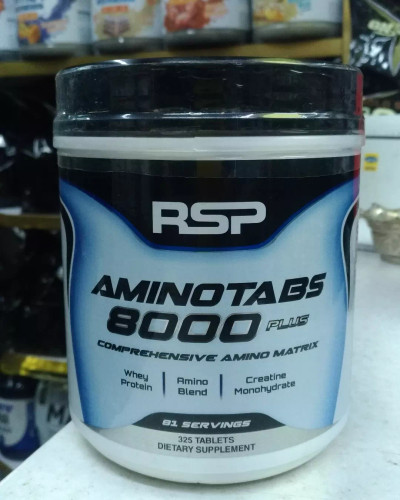 RSP
AMINOTABS
8000 PLUS
COMPREHENSIVE AMINO MATRIX
Whey Protein
Amino Blend
Creatine Monohydrate
81 SERVINGS
325 TABLETS
DIETARY SUPPLEMENT